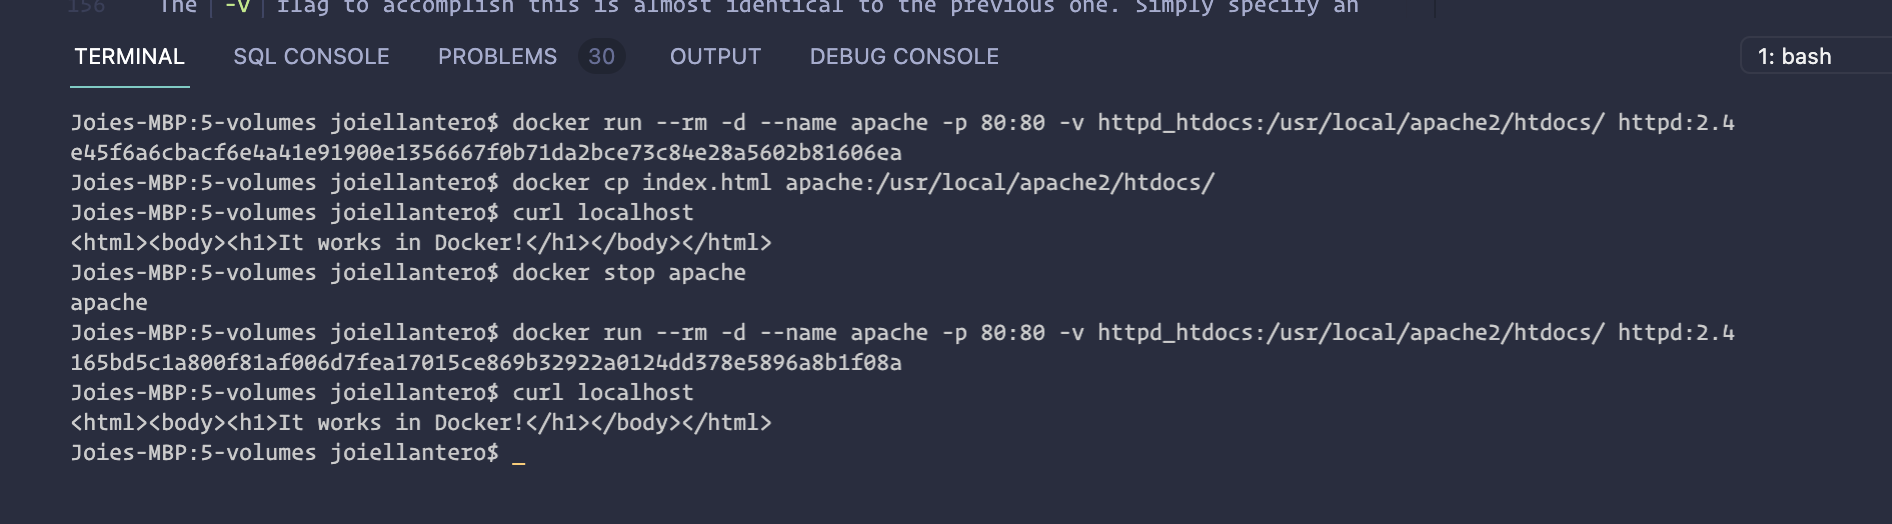 156 The -v flag to accomplish this is almost identical to the previous one. Simply specify an
TERMINAL SQL CONSOLE PROBLEMS 30 OUTPUT DEBUG CONSOLE 1: bash
Joies-MBP:5-volumes joiellantero$ docker run --rm -d --name apache -p 80:80 -v httpd_htdocs:/usr/local/apache2/htdocs/ httpd:2.4
e45f6a6cbacf6e4a41e91900e1356667f0b71da2bce73c84e28a5602b81606ea
Joies-MBP:5-volumes joiellantero$ docker cp index.html apache:/usr/local/apache2/htdocs/
Joies-MBP:5-volumes joiellantero$ curl localhost
<html><body><h1>It works in Docker!</h1></body></html>
Joies-MBP:5-volumes joiellantero$ docker stop apache
apache
Joies-MBP:5-volumes joiellantero$ docker run --rm -d --name apache -p 80:80 -v httpd_htdocs:/usr/local/apache2/htdocs/ httpd:2.4
165bd5c1a800f81af006d7fea17015ce869b32922a0124dd378e5896a8b1f08a
Joies-MBP:5-volumes joiellantero$ curl localhost
<html><body><h1>It works in Docker!</h1></body></html>
Joies-MBP:5-volumes joiellantero$ _